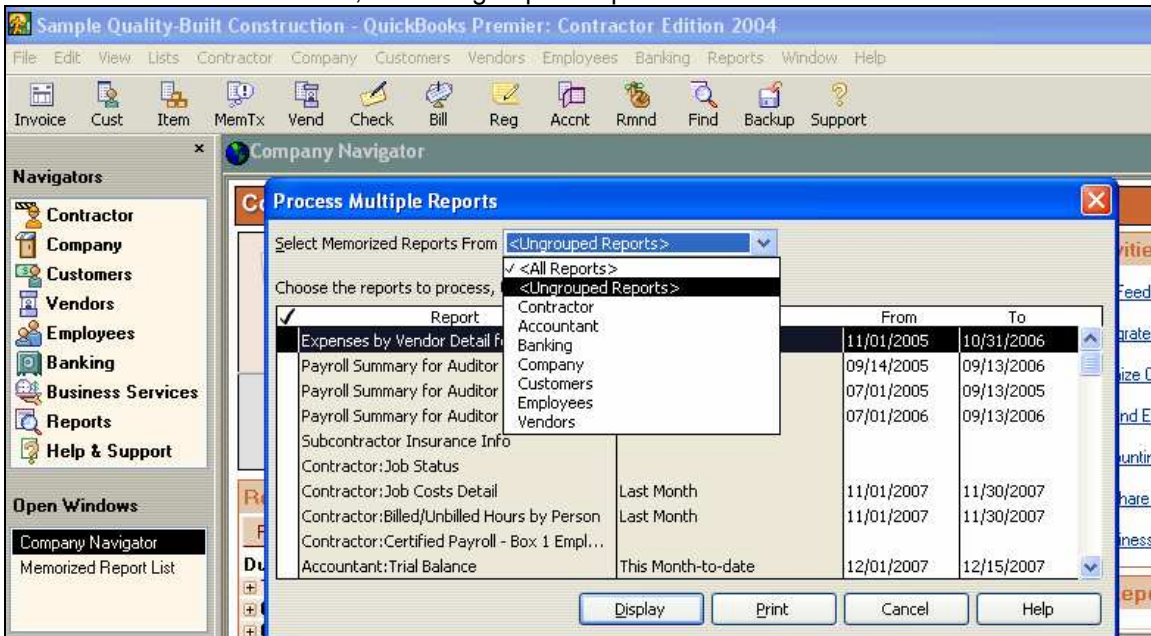 Sample Quality-Built Construction - QuickBooks Premier: Contractor Edition 2004
File Edit View Lists Contractor Company Customers Vendors Employees Banking Reports Window Help
Invoice Cust Item MemTx Vend Check Bill Reg Accnt Rmnd Find Backup Support
Company Navigator
Navigators
Contractor
Company
Customers
Vendors
Employees
Banking
Business Services
Reports
Help & Support
Open Windows
Company Navigator
Memorized Report List
Process Multiple Reports
Select Memorized Reports From <Ungrouped Reports>
<All Reports>
<Ungrouped Reports>
Contractor
Accountant
Banking
Company
Customers
Employees
Vendors
Choose the reports to process,
Report From To
Expenses by Vendor Detail 11/01/2005 10/31/2006
Payroll Summary for Auditor 09/14/2005 09/13/2006
Payroll Summary for Auditor 07/01/2005 09/13/2005
Payroll Summary for Auditor 07/01/2006 09/13/2006
Subcontractor Insurance Info
Contractor:Job Status
Contractor:Job Costs Detail Last Month 11/01/2007 11/30/2007
Contractor:Billed/Unbilled Hours by Person Last Month 11/01/2007 11/30/2007
Contractor:Certified Payroll - Box 1 Empl...
Accountant:Trial Balance This Month-to-date 12/01/2007 12/15/2007
Display Print Cancel Help